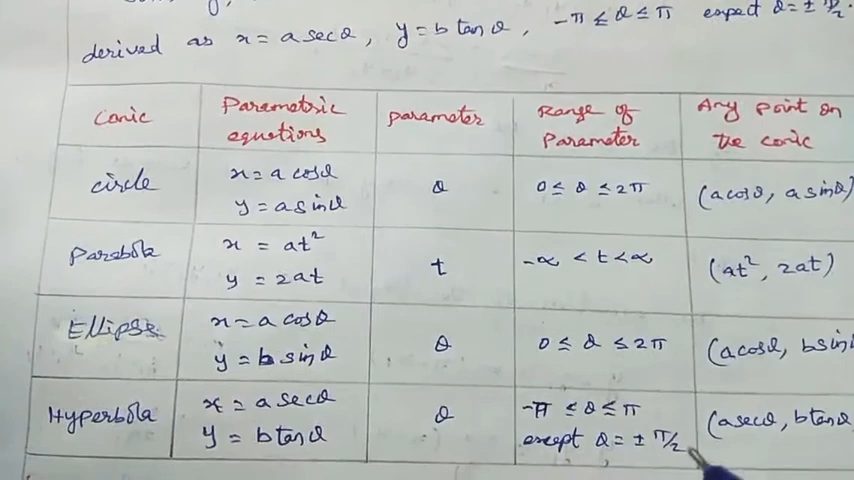 derived as x = a secθ, y = b tanθ, -π ≤ θ ≤ π expect θ = ± π/2.
Conic
Parametric equations
parameter
Range of Parameter
Any point on the conic
circle
x = a cosθ
y = a sinθ
θ
0 ≤ θ ≤ 2π
(a cosθ, a sinθ)
Parabola
x = at²
y = 2at
t
-∞ < t < ∞
(at², 2at)
Ellipse
x = a cosθ
y = b sinθ
θ
0 ≤ θ ≤ 2π
(a cosθ, b sinθ
Hyperbola
x = a secθ
y = b tanθ
θ
-π ≤ θ ≤ π
except θ = ± π/2
(a secθ, b tanθ